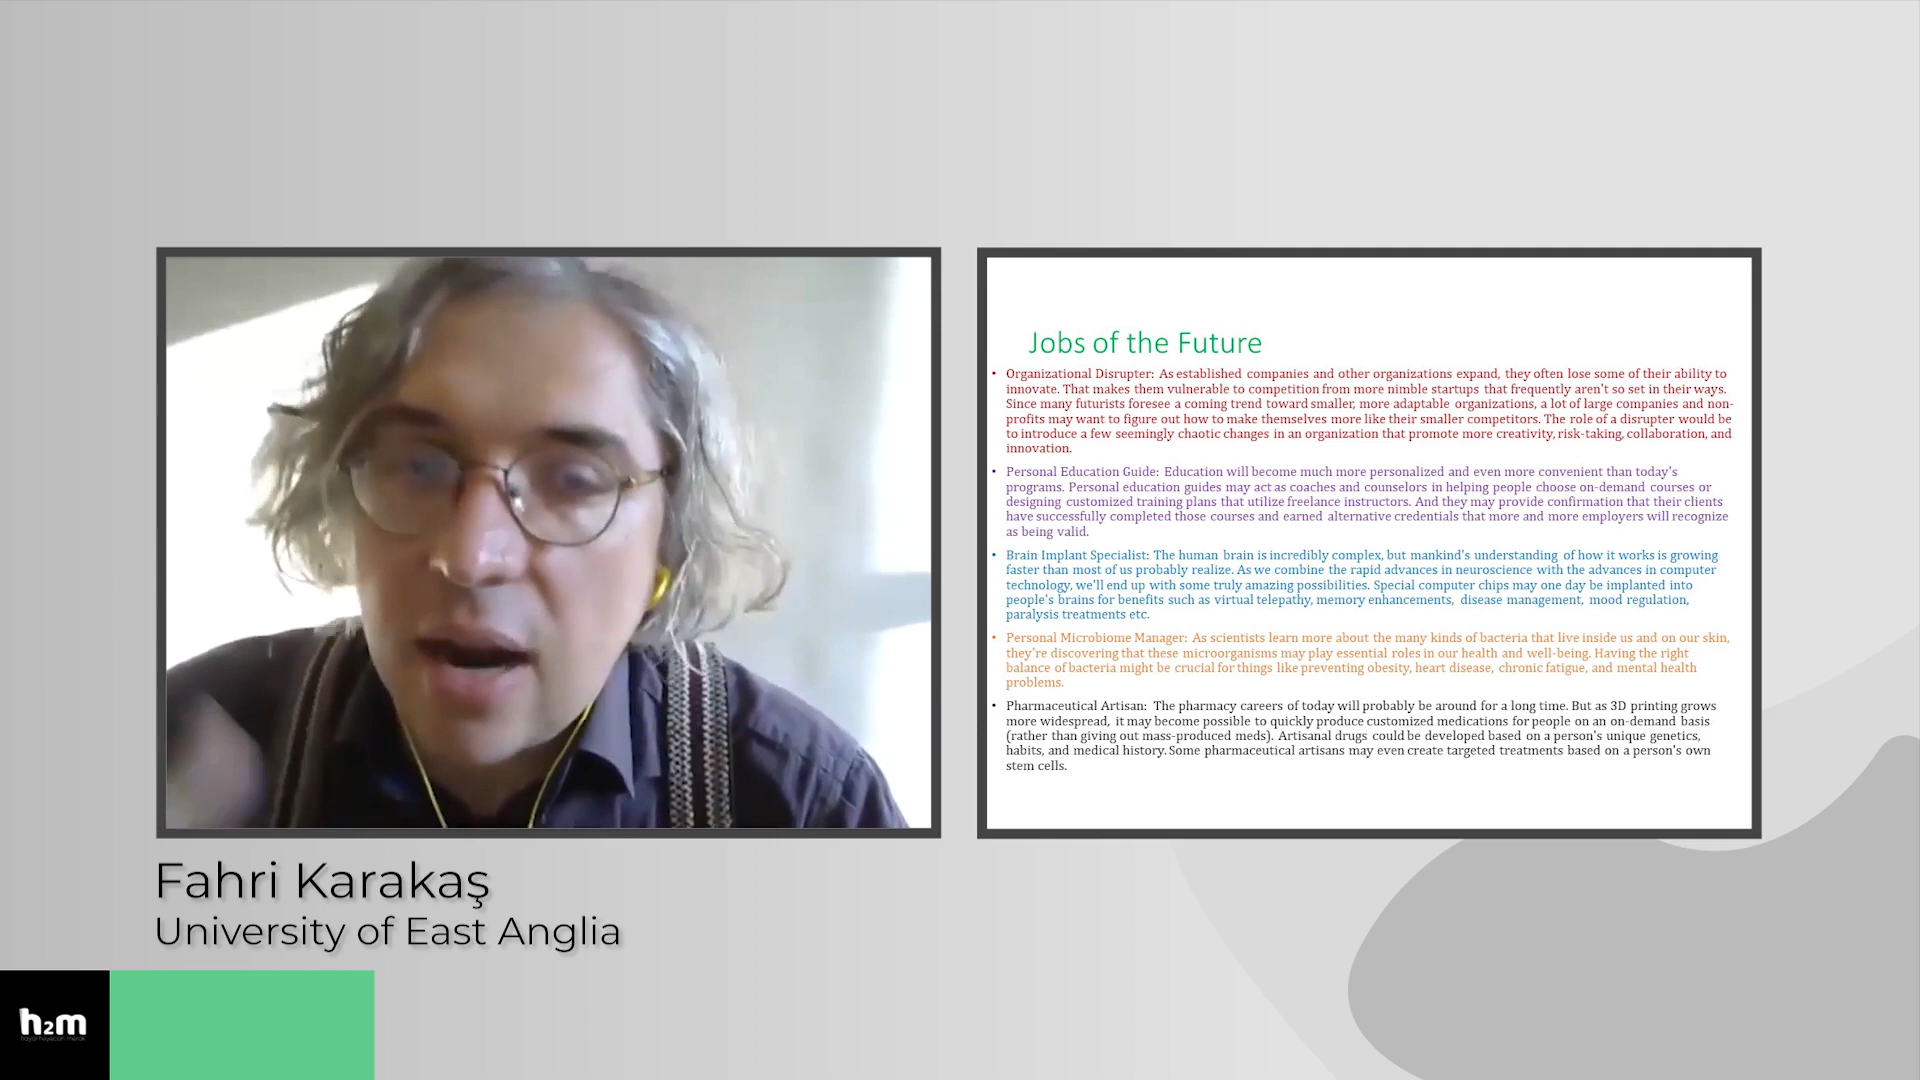 Jobs of the Future
• Organizational Disrupter: As established companies and other organizations expand, they often lose some of their ability to
innovate. That makes them vulnerable to competition from more nimble startups that frequently aren't so set in their ways.
Since many futurists foresee a coming trend toward smaller, more adaptable organizations, a lot of large companies and non-
profits may want to figure out how to make themselves more like their smaller competitors. The role of a disrupter would be
to introduce a few seemingly chaotic changes in an organization that promote more creativity, risk-taking, collaboration, and
innovation.
• Personal Education Guide: Education will become much more personalized and even more convenient than today's
programs. Personal education guides may act as coaches and counselors in helping people choose on-demand courses or
designing customized training plans that utilize freelance instructors. And they may provide confirmation that their clients
have successfully completed those courses and earned alternative credentials that more and more employers will recognize
as being valid.
• Brain Implant Specialist: The human brain is incredibly complex, but mankind's understanding of how it works is growing
faster than most of us probably realize. As we combine the rapid advances in neuroscience with the advances in computer
technology, we'll end up with some truly amazing possibilities. Special computer chips may one day be implanted into
people's brains for benefits such as virtual telepathy, memory enhancements, disease management, mood regulation,
paralysis treatments etc.
• Personal Microbiome Manager: As scientists learn more about the many kinds of bacteria that live inside us and on our skin,
they're discovering that these microorganisms may play essential roles in our health and well-being. Having the right
balance of bacteria might be crucial for things like preventing obesity, heart disease, chronic fatigue, and mental health
problems.
• Pharmaceutical Artisan: The pharmacy careers of today will probably be around for a long time. But as 3D printing grows
more widespread, it may become possible to quickly produce customized medications for people on an on-demand basis
(rather than giving out mass-produced meds). Artisanal drugs could be developed based on a person's unique genetics,
habits, and medical history. Some pharmaceutical artisans may even create targeted treatments based on a person's own
stem cells.
Fahri Karakaş
University of East Anglia
h2m
hayal heyecan merak